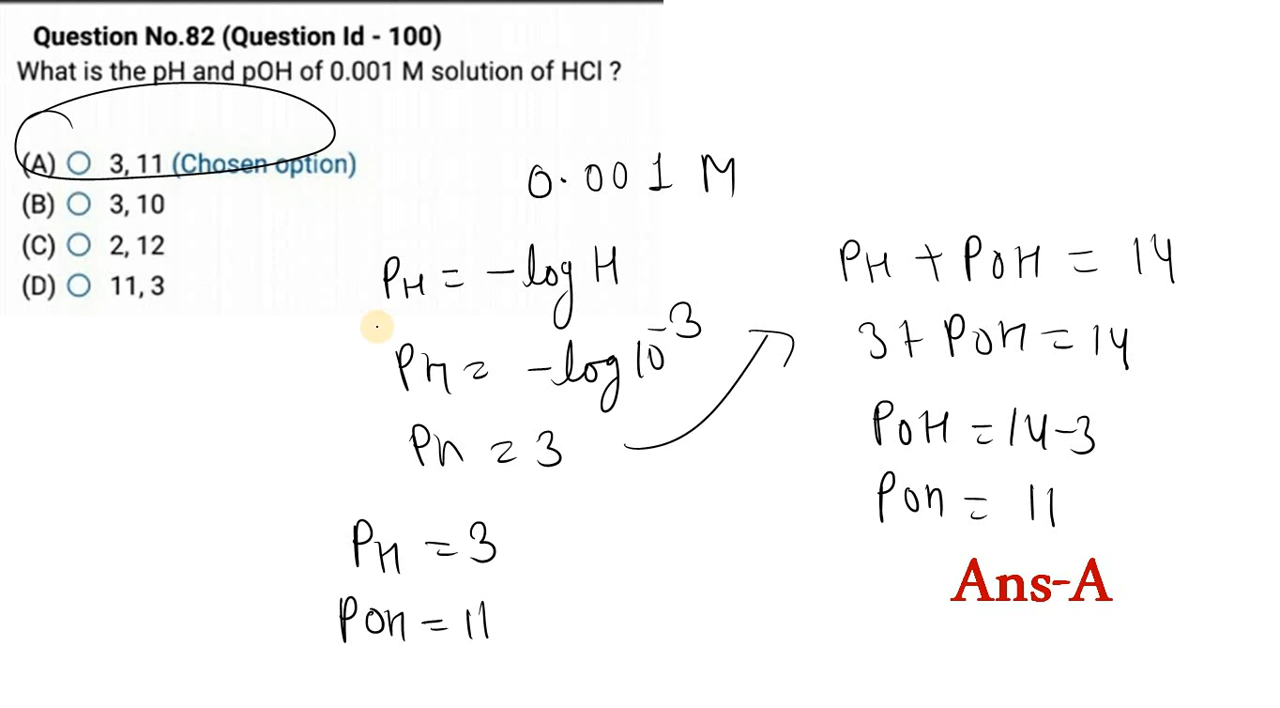 Question No.82 (Question Id - 100)
What is the pH and pOH of 0.001 M solution of HCl ?
(A) 3, 11 (Chosen option)
(B) 3, 10
(C) 2, 12
(D) 11, 3
0.001 M
PH = -log H
PH = -log 10^-3
PH = 3
PH = 3
POH = 11
PH + POH = 14
3 + POH = 14
POH = 14-3
POH = 11
Ans-A